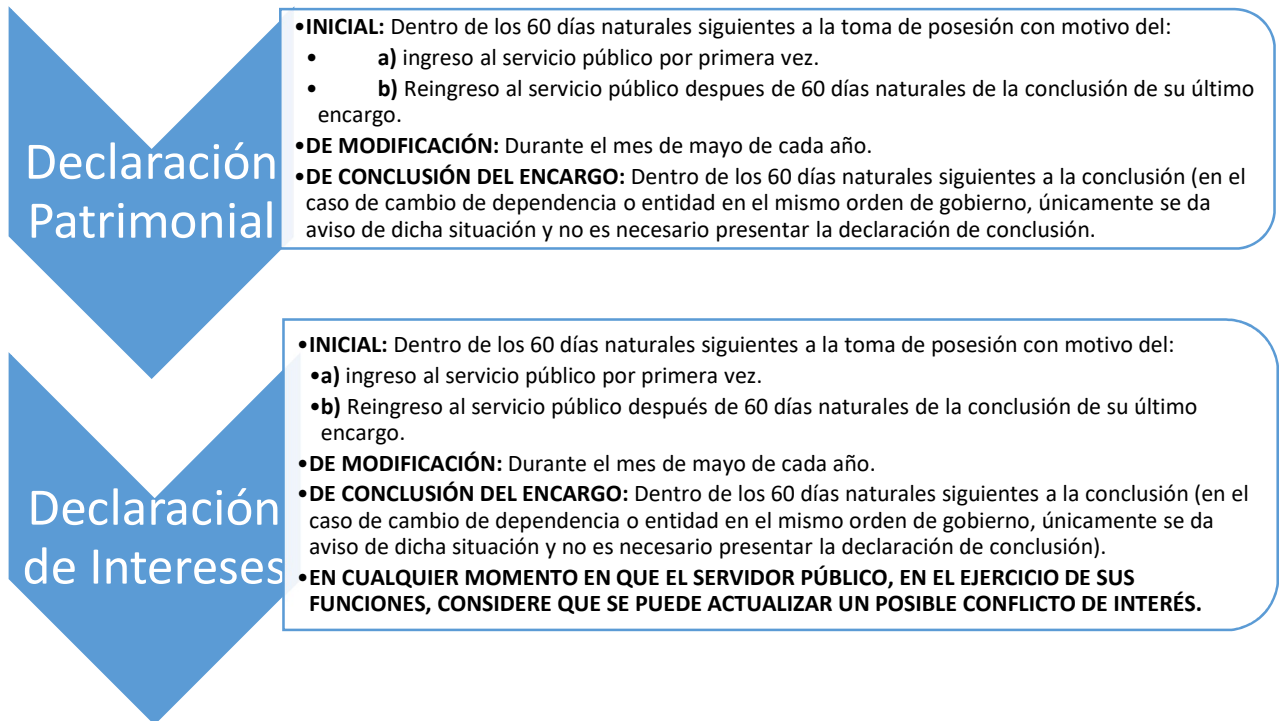 Declaración
Patrimonial
•INICIAL: Dentro de los 60 días naturales siguientes a la toma de posesión con motivo del:
• a) ingreso al servicio público por primera vez.
• b) Reingreso al servicio público despues de 60 días naturales de la conclusión de su último
encargo.
•DE MODIFICACIÓN: Durante el mes de mayo de cada año.
•DE CONCLUSIÓN DEL ENCARGO: Dentro de los 60 días naturales siguientes a la conclusión (en el
caso de cambio de dependencia o entidad en el mismo orden de gobierno, únicamente se da
aviso de dicha situación y no es necesario presentar la declaración de conclusión.
Declaración
de Intereses
•INICIAL: Dentro de los 60 días naturales siguientes a la toma de posesión con motivo del:
•a) ingreso al servicio público por primera vez.
•b) Reingreso al servicio público después de 60 días naturales de la conclusión de su último
encargo.
•DE MODIFICACIÓN: Durante el mes de mayo de cada año.
•DE CONCLUSIÓN DEL ENCARGO: Dentro de los 60 días naturales siguientes a la conclusión (en el
caso de cambio de dependencia o entidad en el mismo orden de gobierno, únicamente se da
aviso de dicha situación y no es necesario presentar la declaración de conclusión).
•EN CUALQUIER MOMENTO EN QUE EL SERVIDOR PÚBLICO, EN EL EJERCICIO DE SUS
FUNCIONES, CONSIDERE QUE SE PUEDE ACTUALIZAR UN POSIBLE CONFLICTO DE INTERÉS.